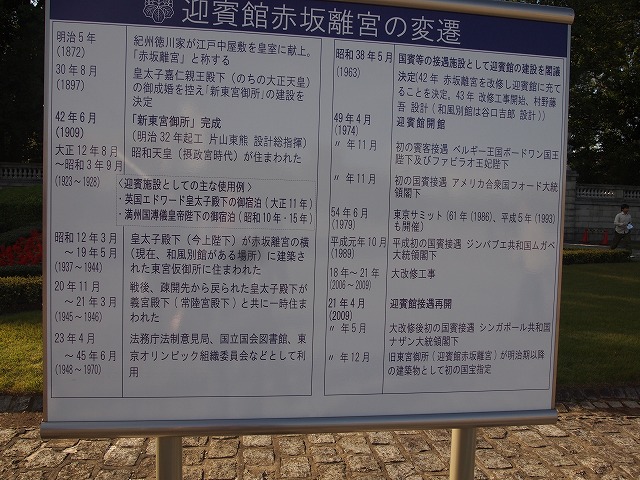 迎賓館赤坂離宮の変遷
明治5年
(1872)
紀州徳川家が江戸中屋敷を皇室に献上。
「赤坂離宮」と称する
30年8月
(1897)
皇太子嘉仁親王殿下(のちの大正天皇)
の御成婚を控え「新東宮御所」の建設を
決定
42年6月
(1909)
「新東宮御所」完成
(明治32年起工 片山東熊 設計総指揮)
大正12年8月
～昭和3年9月
(1923~1928)
昭和天皇(摂政宮時代)が住まわれた
〈迎賓施設としての主な使用例〉
・英国エドワード皇太子殿下の御宿泊(大正11年)
・満州国溥儀皇帝陛下の御宿泊(昭和10年・15年)
昭和12年3月
～19年5月
(1937~1944)
皇太子殿下(今上陛下)が赤坂離宮の横
(現在、和風別館がある場所)に建築さ
れた東宮仮御所に住まわれた
20年11月
～21年3月
(1945~1946)
戦後、疎開先から戻られた皇太子殿下が
義宮殿下(常陸宮殿下)と共に一時住ま
われた
23年4月
～45年6月
(1948~1970)
法務庁法制意見局、国立国会図書館、東
京オリンピック組織委員会などとして利
用
昭和38年5月
(1963)
国賓等の接遇施設として迎賓館の建設を閣議
決定(42年 赤坂離宮を改修し迎賓館に充て
ることを決定。43年 改修工事開始、村野藤
吾 設計(和風別館は谷口吉郎 設計))
49年4月
(1974)
迎賓館開館
〃年11月
初の賓客接遇 ベルギー王国ボードワン国王
陛下及びファビオラ王妃陛下
〃年11月
初の国賓接遇 アメリカ合衆国フォード大統
領閣下
54年6月
(1979)
東京サミット(61年(1986)、平成5年(1993)
も開催)
平成元年10月
(1989)
平成初の国賓接遇 ジンバブエ共和国ムガベ
大統領閣下
18年～21年
(2006~2009)
大改修工事
21年4月
(2009)
迎賓館接遇再開
〃年5月
大改修後初の国賓接遇 シンガポール共和国
ナザン大統領閣下
〃年12月
旧東宮御所(迎賓館赤坂離宮)が明治期以降
の建築物として初の国宝指定